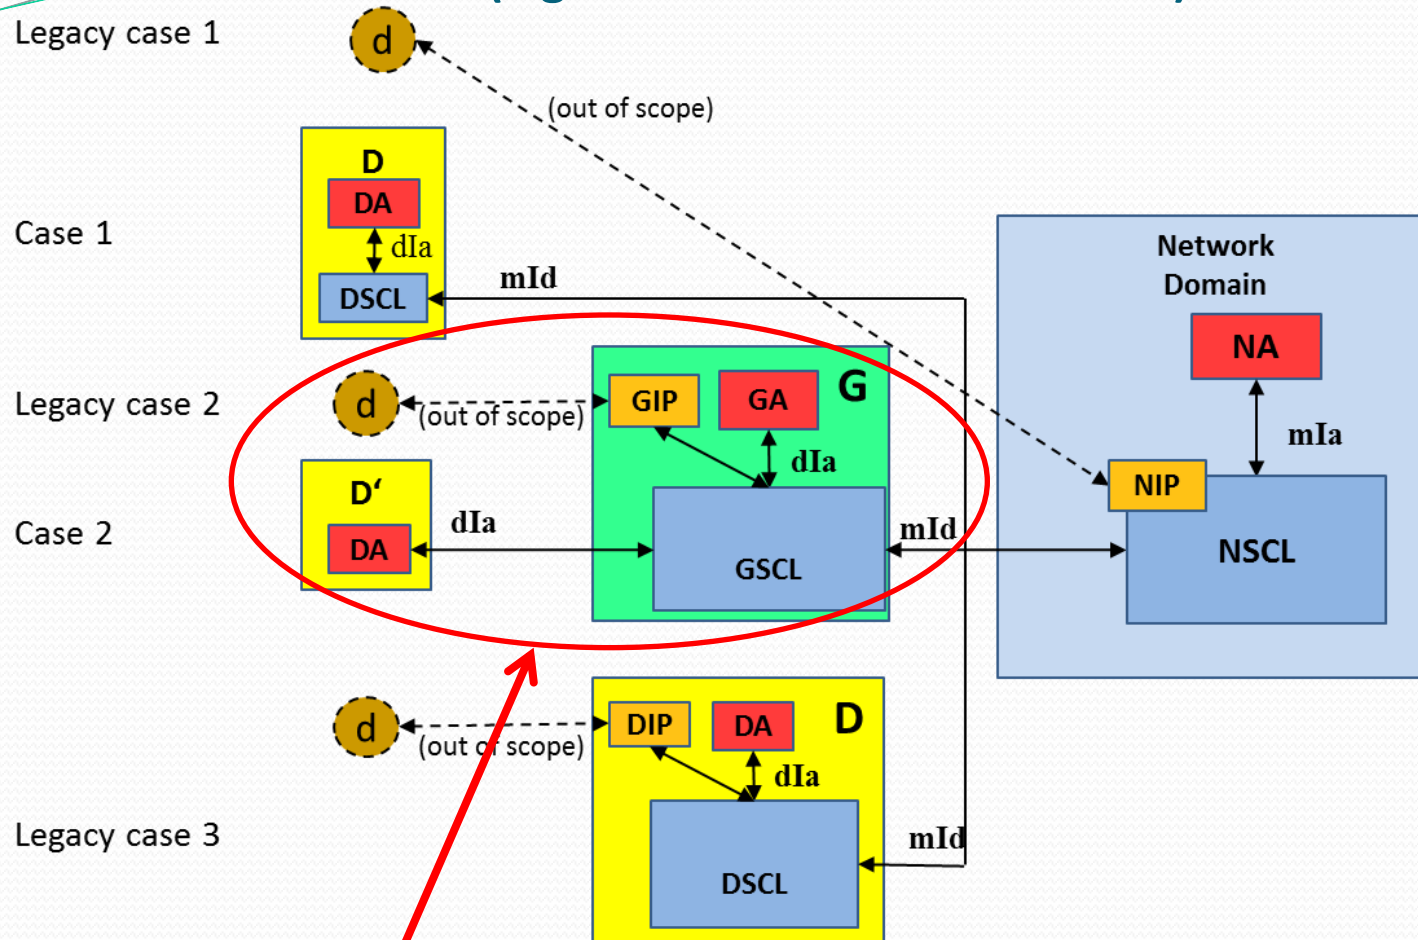 Legacy case 1
d
(out of scope)
D
DA
dIa
DSCL
Case 1
mId
Network
Domain
NA
mIa
NIP
NSCL
Legacy case 2
d
(out of scope)
GIP
GA
G
dIa
GSCL
mId
Case 2
D‘
DA
dIa
d
(out of scope)
DIP
DA
D
dIa
DSCL
mId
Legacy case 3